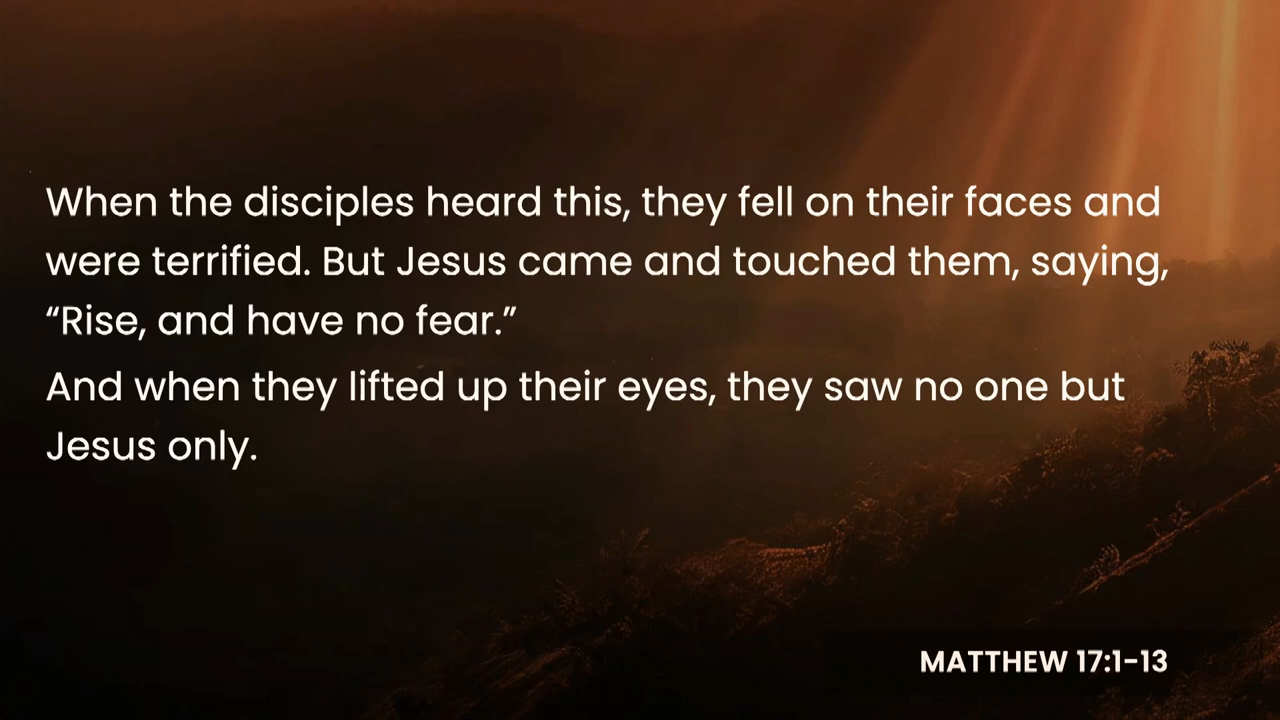 When the disciples heard this, they fell on their faces and
were terrified. But Jesus came and touched them, saying,
“Rise, and have no fear.”
And when they lifted up their eyes, they saw no one but
Jesus only.
MATTHEW 17:1-13